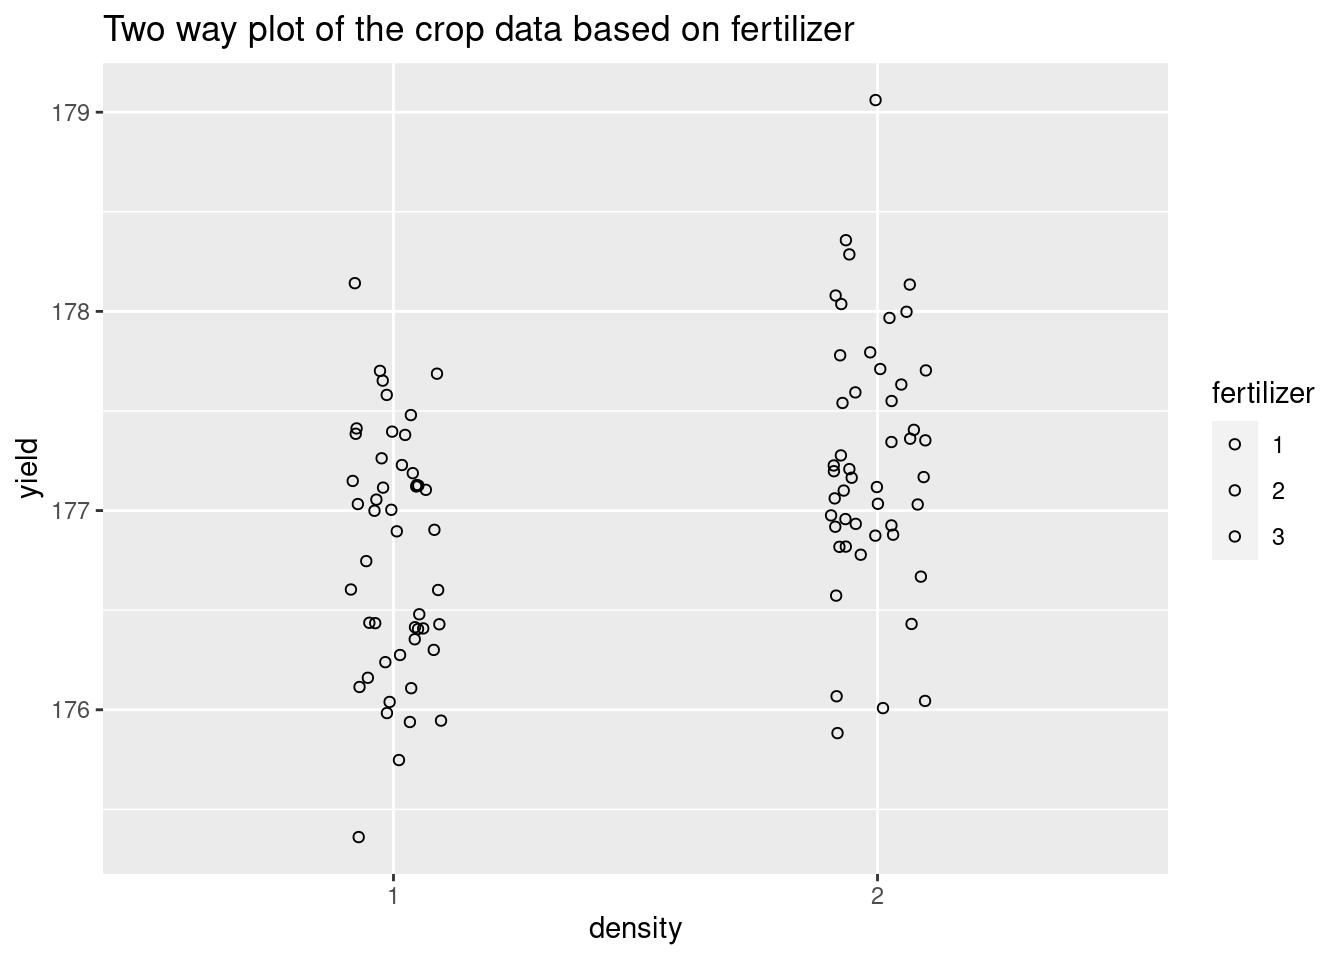 Two way plot of the crop data based on fertilizer
179
178
177
176
yield
1
2
density
fertilizer
1
2
3